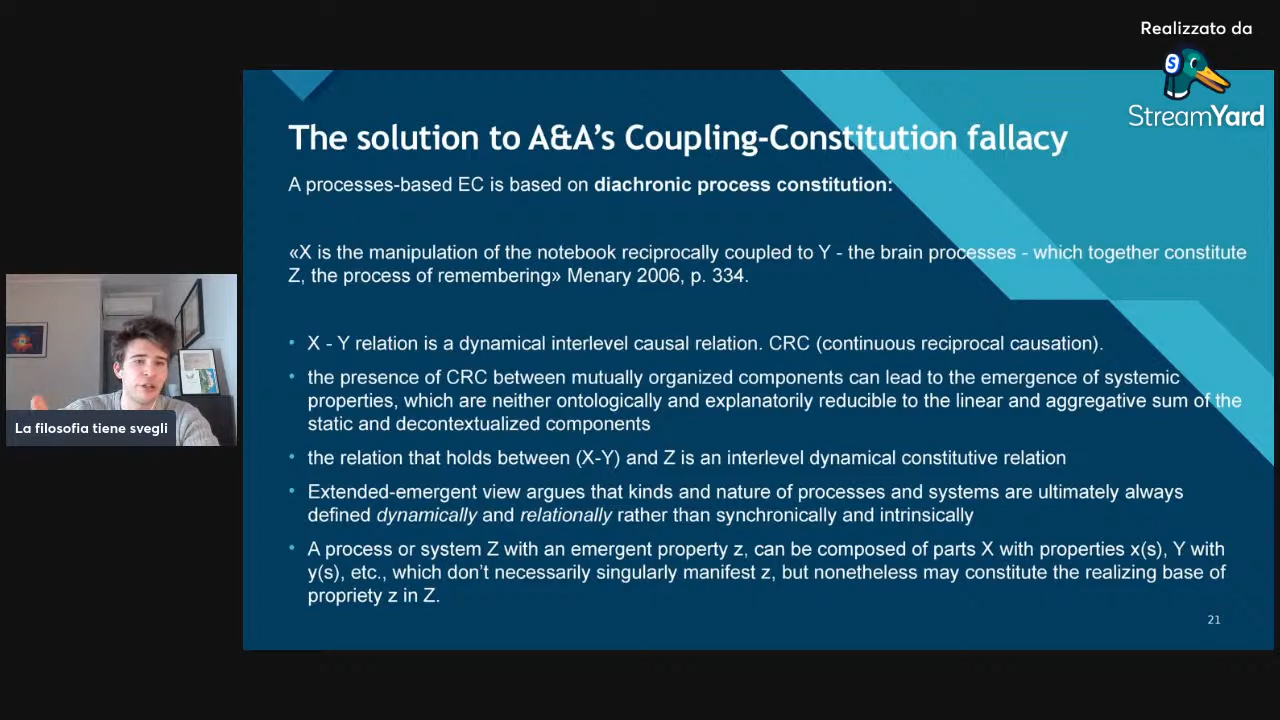 Realizzato da
S
StreamYard
The solution to A&A's Coupling-Constitution fallacy
A processes-based EC is based on diachronic process constitution:
«X is the manipulation of the notebook reciprocally coupled to Y - the brain processes - which together constitute
Z, the process of remembering» Menary 2006, p. 334.
• X - Y relation is a dynamical interlevel causal relation. CRC (continuous reciprocal causation).
• the presence of CRC between mutually organized components can lead to the emergence of systemic
properties, which are neither ontologically and explanatorily reducible to the linear and aggregative sum of the
static and decontextualized components
• the relation that holds between (X-Y) and Z is an interlevel dynamical constitutive relation
• Extended-emergent view argues that kinds and nature of processes and systems are ultimately always
defined dynamically and relationally rather than synchronically and intrinsically
• A process or system Z with an emergent property z, can be composed of parts X with properties x(s), Y with
y(s), etc., which don't necessarily singularly manifest z, but nonetheless may constitute the realizing base of
propriety z in Z.
21
La filosofia tiene svegli